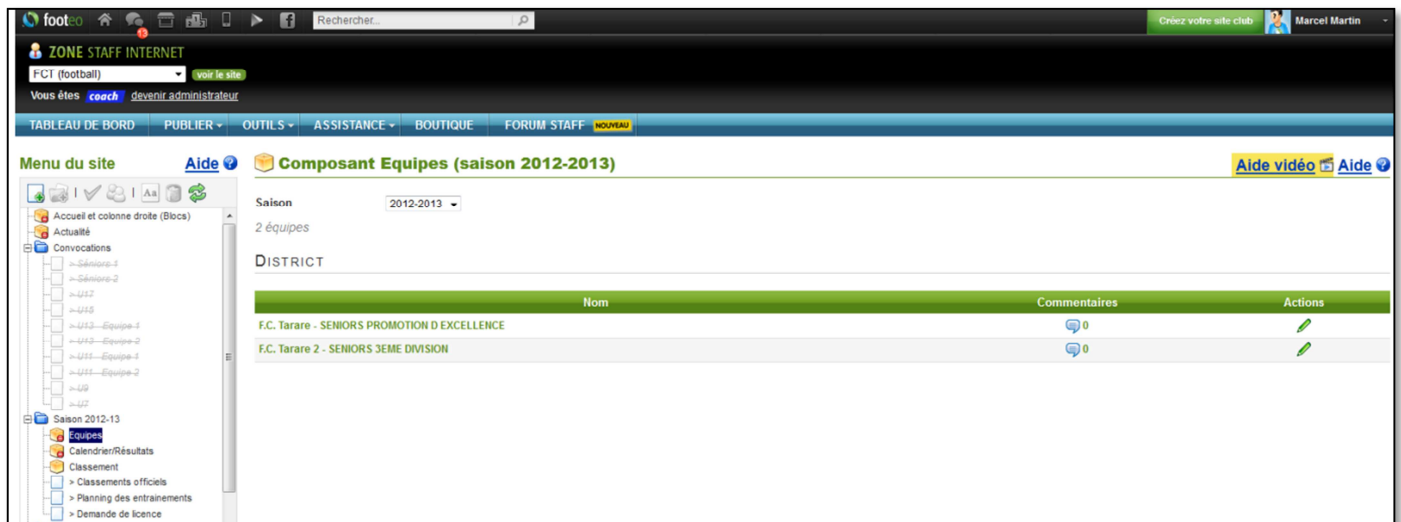 footeo
13
Rechercher...
Créez votre site club
Marcel Martin
ZONE STAFF INTERNET
FCT (football)
voir le site
Vous êtes coach devenir administrateur
TABLEAU DE BORD PUBLIER OUTILS ASSISTANCE BOUTIQUE FORUM STAFF NOUVEAU
Menu du site Aide
Composant Equipes (saison 2012-2013)
Aide vidéo Aide
Aa
Saison 2012-2013
2 équipes
DISTRICT
Nom Commentaires Actions
F.C. Tarare - SENIORS PROMOTION D EXCELLENCE 0
F.C. Tarare 2 - SENIORS 3EME DIVISION 0
Accueil et colonne droite (Blocs)
Actualité
Convocations
> Séniors 1
> Séniors 2
> U17
> U15
> U13 - Equipe 1
> U13 - Equipe 2
> U11 - Equipe 1
> U11 - Equipe 2
> U9
> U7
Saison 2012-13
Equipes
Calendrier/Résultats
Classement
> Classements officiels
> Planning des entrainements
> Demande de licence